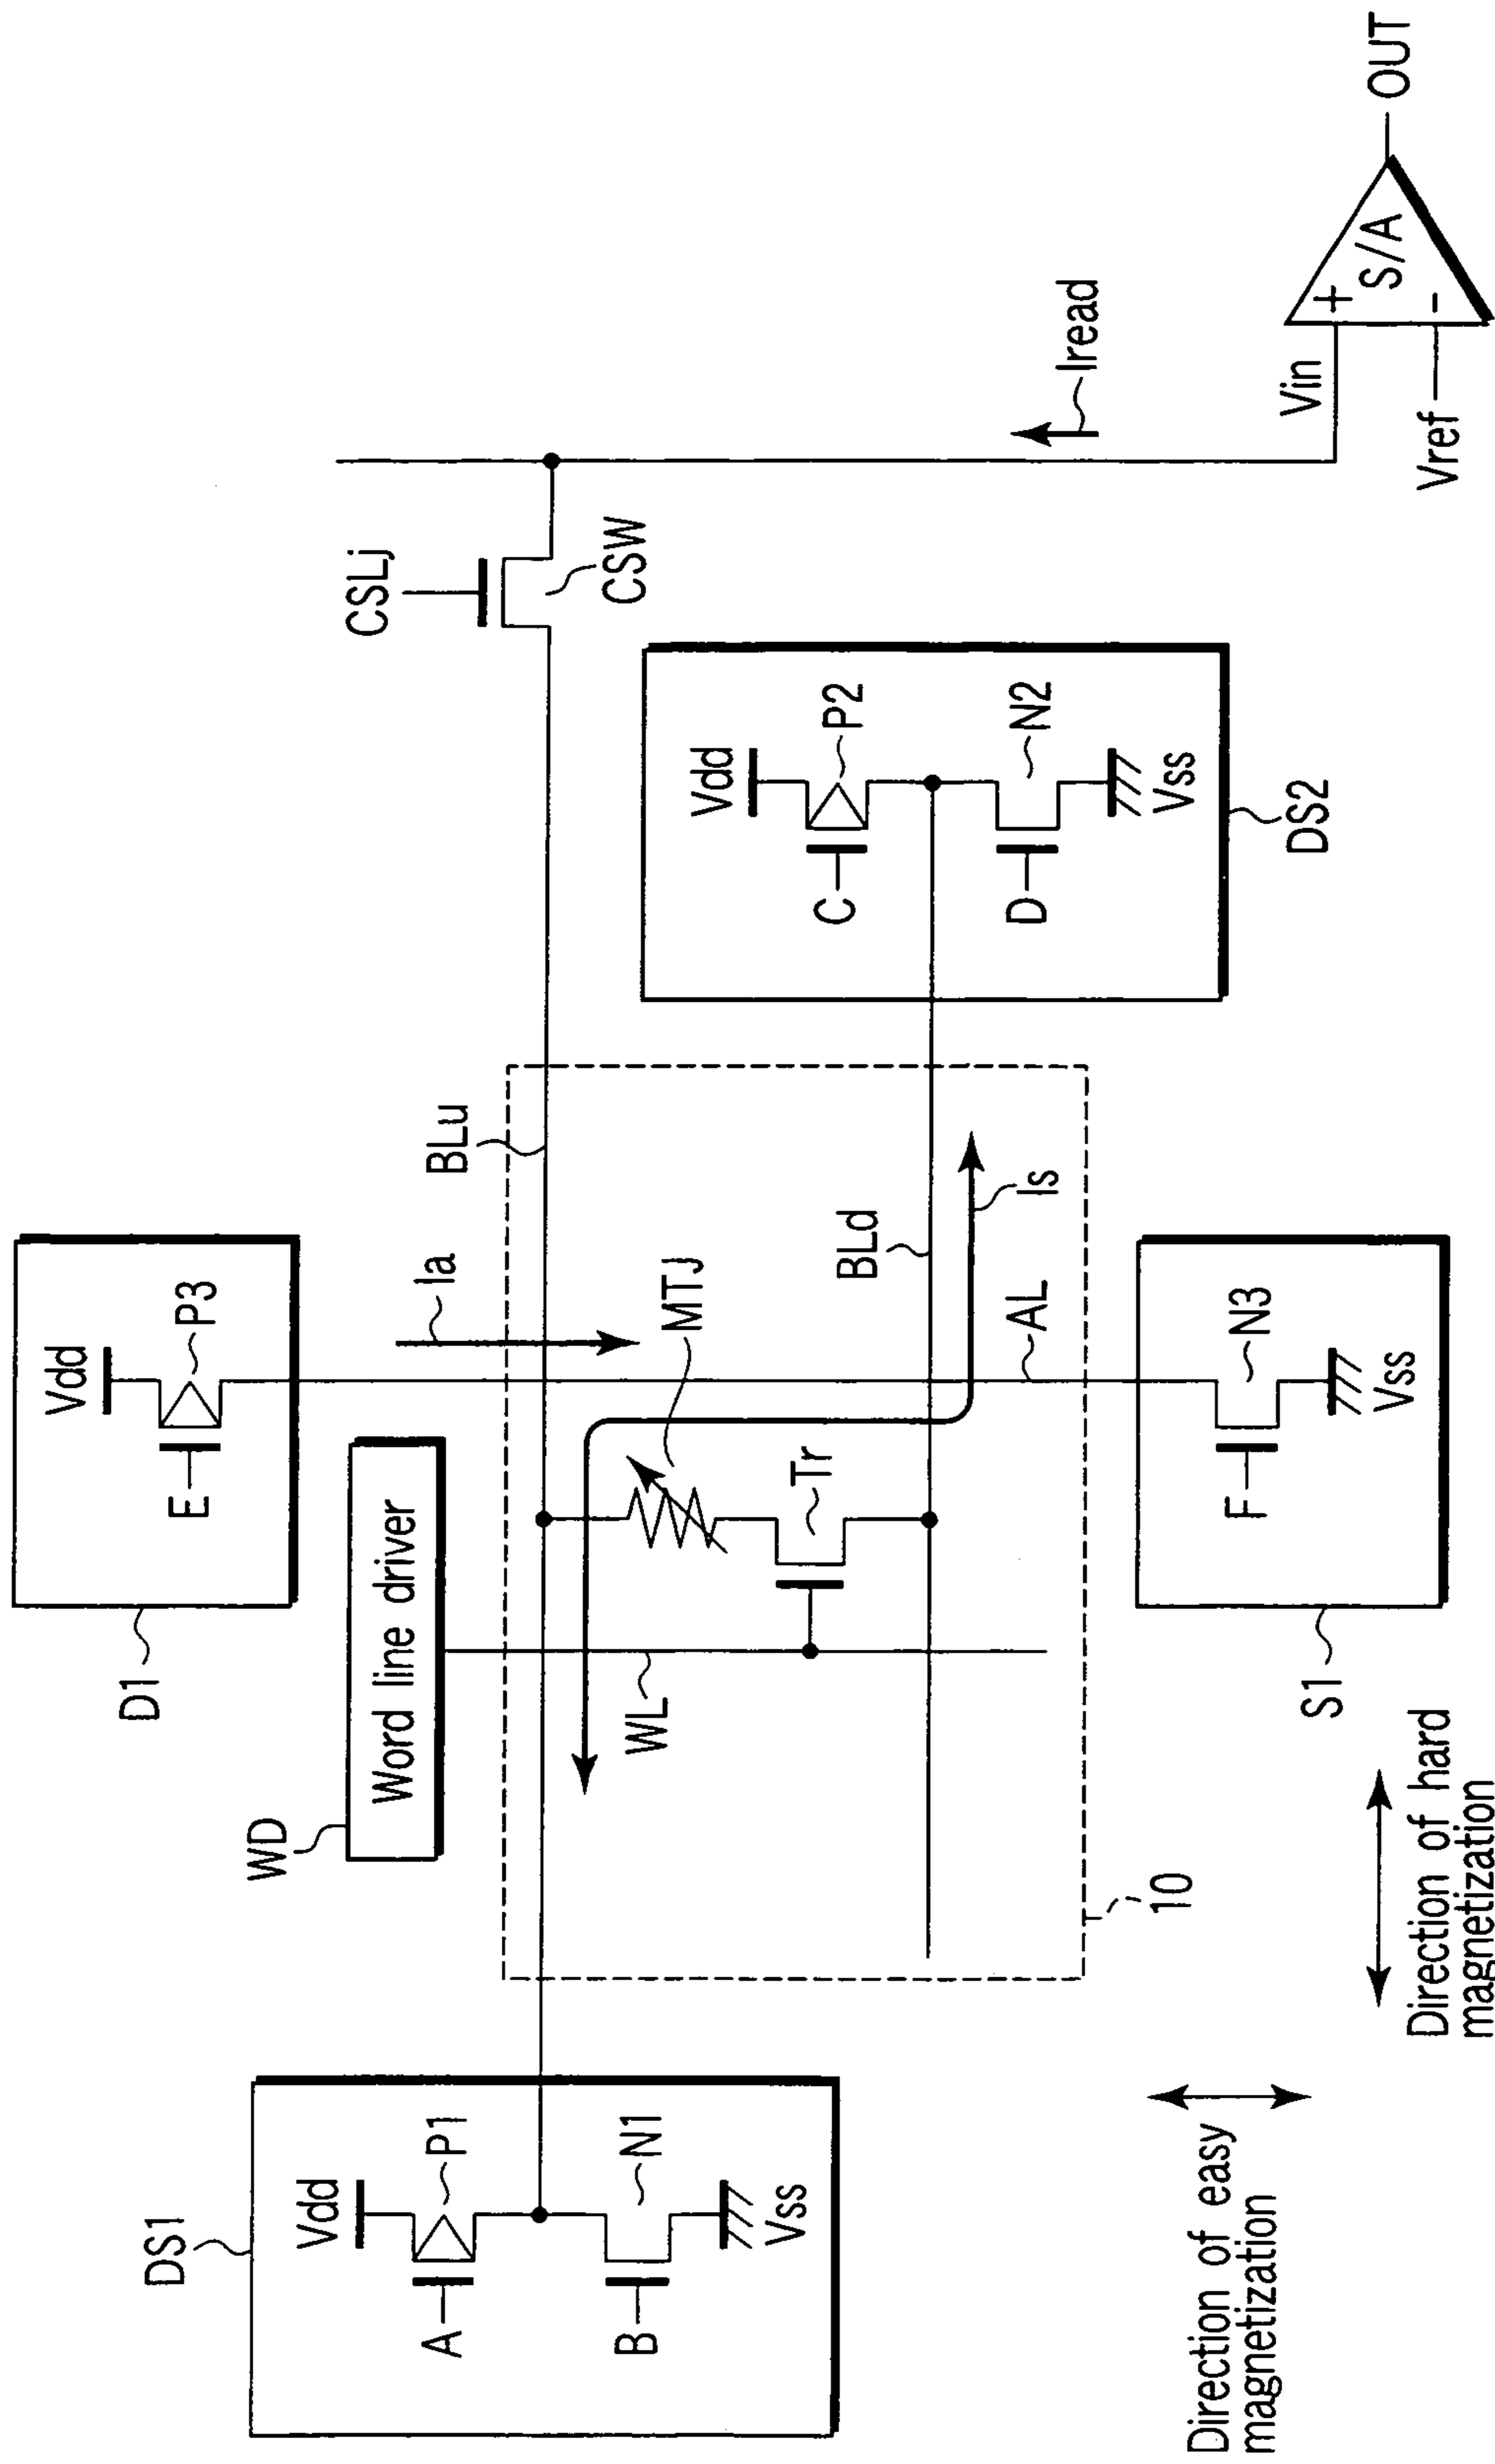 D1
E
Vdd
P3
WD
Word line driver
Ia
BLu
CSLj
CSW
DS1
A
B
Vdd
P1
N1
Vss
WL
MTJ
Tr
BLd
Is
AL
10
Vdd
P2
C
D
N2
Vss
DS2
Iread
Vin
Vref
+
-
S/A
OUT
S1
F
N3
Vss
Direction of easy
magnetization
Direction of hard
magnetization